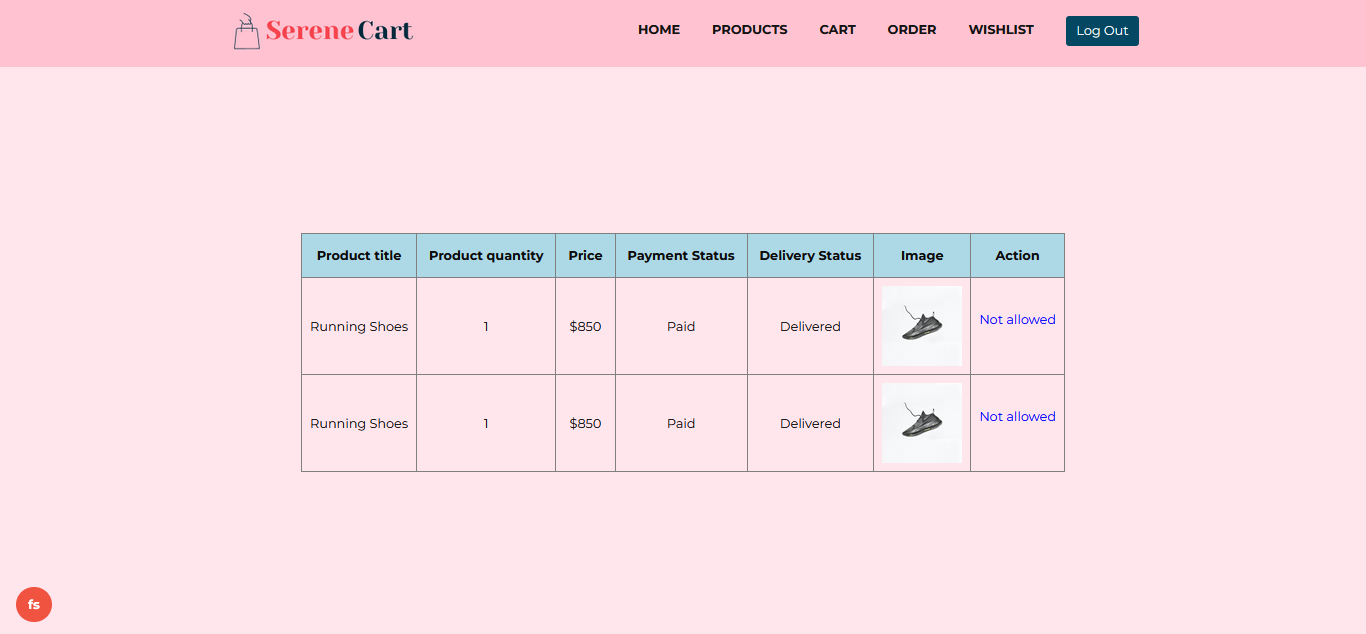 Serene Cart
HOME PRODUCTS CART ORDER WISHLIST Log Out
Product title Product quantity Price Payment Status Delivery Status Image Action
Running Shoes 1 $850 Paid Delivered Not allowed
Running Shoes 1 $850 Paid Delivered Not allowed
fs